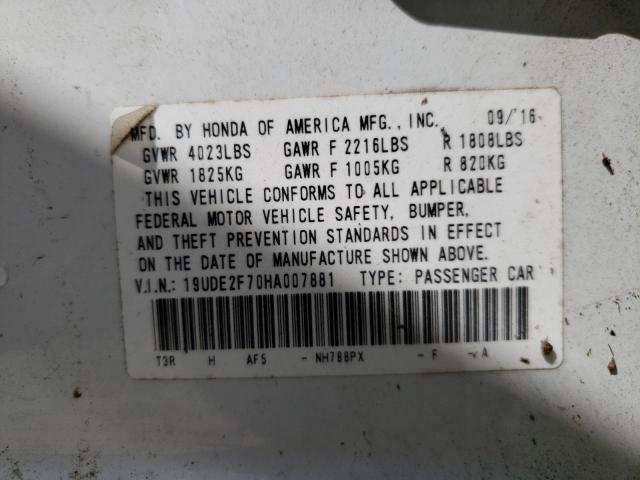 MFD. BY HONDA OF AMERICA MFG., INC. 09/'16
GVWR 4023LBS GAWR F 2216LBS R 1808LBS
GVWR 1825KG GAWR F 1005KG R 820KG
THIS VEHICLE CONFORMS TO ALL APPLICABLE
FEDERAL MOTOR VEHICLE SAFETY, BUMPER,
AND THEFT PREVENTION STANDARDS IN EFFECT
ON THE DATE OF MANUFACTURE SHOWN ABOVE.
V.I.N.: 19UDE2F70HA007881 TYPE: PASSENGER CAR
T3R H AF5 - NH788PX - F - A